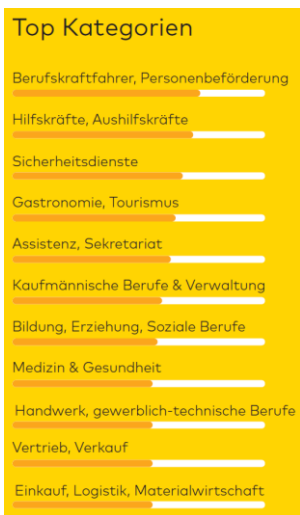 Top Kategorien
Berufskraftfahrer, Personenbeförderung
Hilfskräfte, Aushilfskräfte
Sicherheitsdienste
Gastronomie, Tourismus
Assistenz, Sekretariat
Kaufmännische Berufe & Verwaltung
Bildung, Erziehung, Soziale Berufe
Medizin & Gesundheit
Handwerk, gewerblich-technische Berufe
Vertrieb, Verkauf
Einkauf, Logistik, Materialwirtschaft